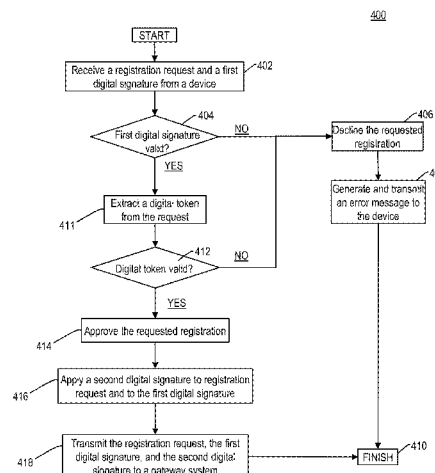 400
START
Receive a registration request and a first
digital signature from a device
402
404
First digital signature
valid?
NO
406
Decline the requested
registration
YES
Extract a digital token
from the request
411
Generate and transmit
an error message to
the device
412
Digital token valid?
NO
YES
Approve the requested registration
414
Apply a second digital signature to registration
request and to the first digital signature
416
Transmit the registration request, the first
digital signature, and the second digital
signature to a gateway system
418
FINISH
410